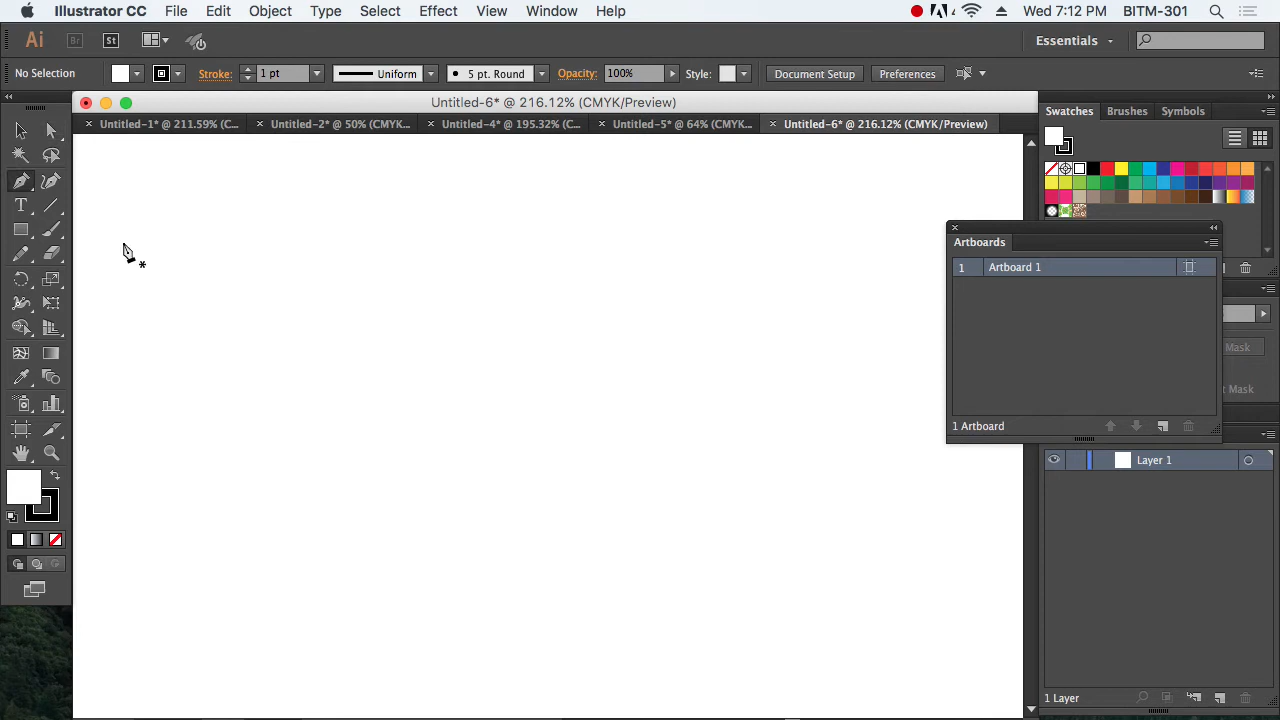 Illustrator CC File Edit Object Type Select Effect View Window Help 4 Wed 7:12 PM BITM-301
Ai Br St Essentials
No Selection Stroke: 1 pt Uniform 5 pt. Round Opacity: 100% Style: Document Setup Preferences
Untitled-6* @ 216.12% (CMYK/Preview)
Untitled-1* @ 211.59% (C... Untitled-2* @ 50% (CMYK... Untitled-4* @ 195.32% (C... Untitled-5* @ 64% (CMYK... Untitled-6* @ 216.12% (CMYK/Preview)
Swatches Brushes Symbols
T
Artboards
1 Artboard 1
Mask
t Mask
1 Artboard
Layer 1
1 Layer